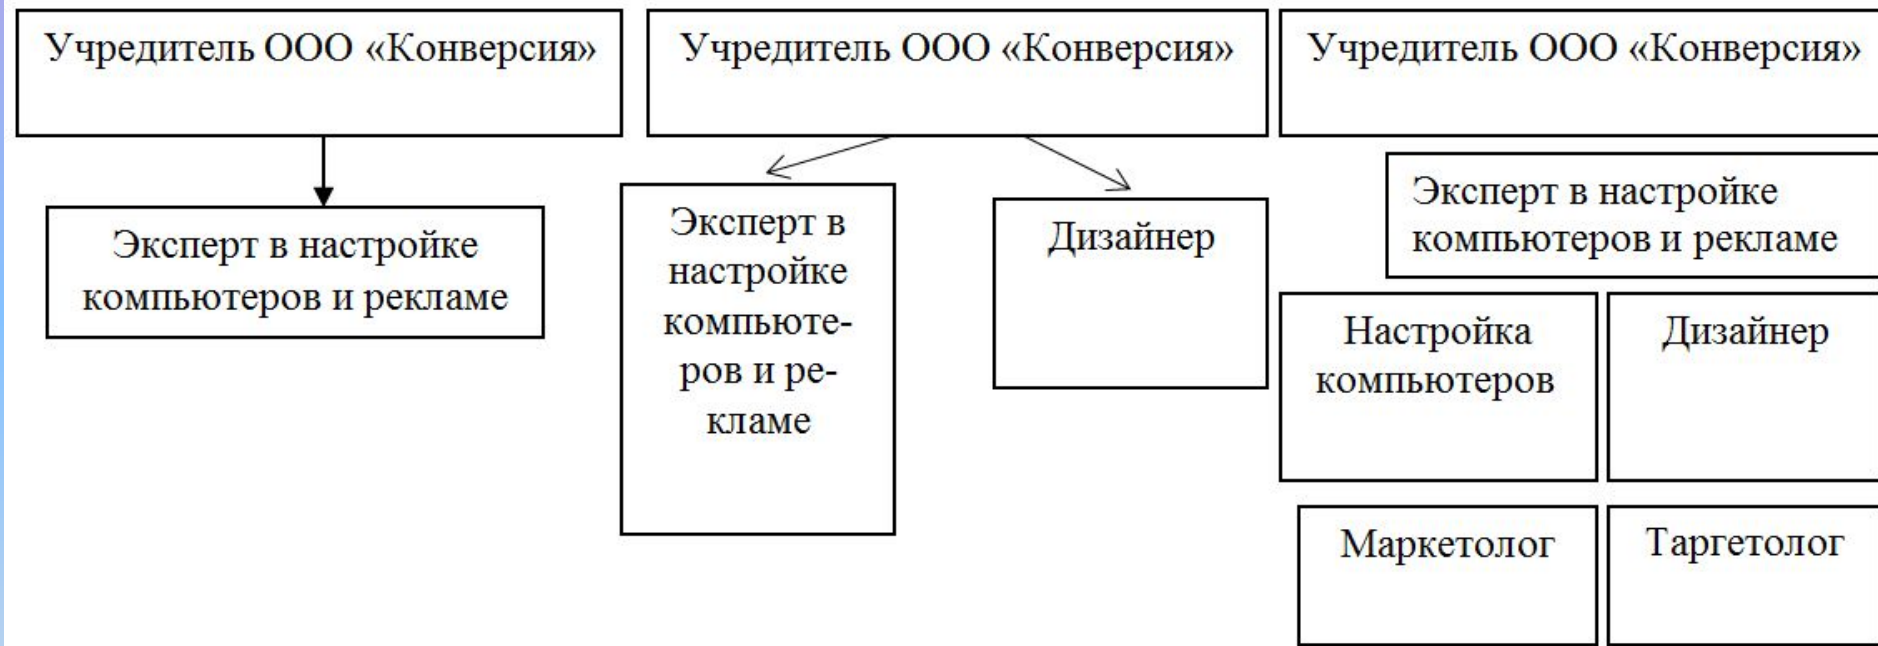 Учредитель ООО «Конверсия»
Эксперт в настройке
компьютеров и рекламе
Учредитель ООО «Конверсия»
Эксперт в
настройке
компьюте-
ров и ре-
кламе
Дизайнер
Учредитель ООО «Конверсия»
Эксперт в настройке
компьютеров и рекламе
Настройка
компьютеров
Дизайнер
Маркетолог
Таргетолог